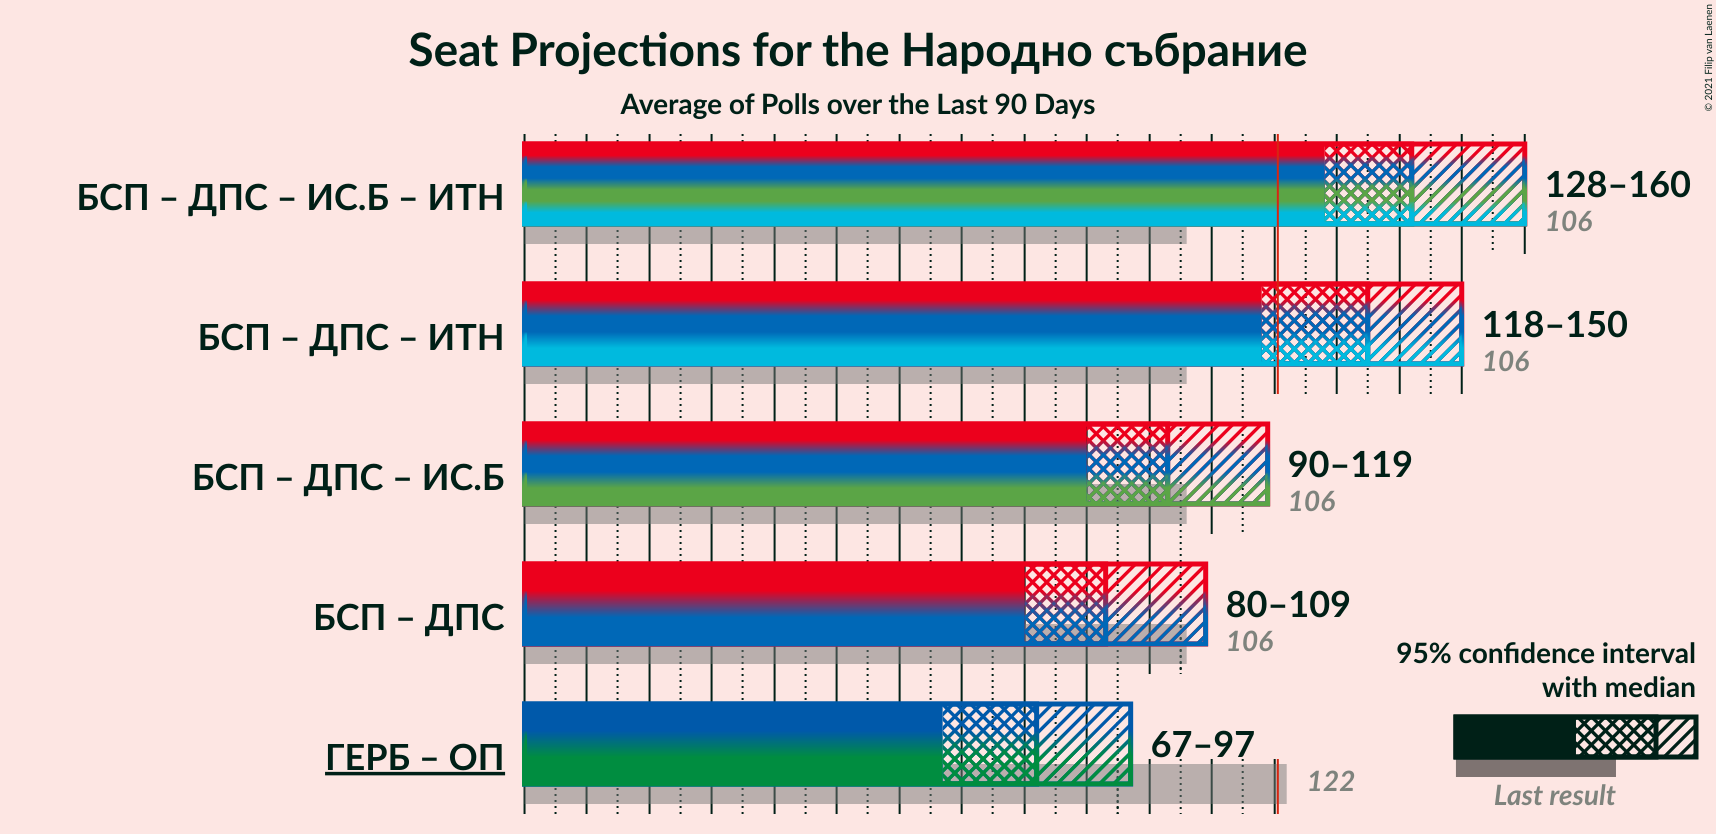 Seat Projections for the Народно събрание
Average of Polls over the Last 90 Days
© 2021 Filip van Laenen
БСП – ДПС – ИС.Б – ИТН
128–160
106
БСП – ДПС – ИТН
118–150
106
БСП – ДПС – ИС.Б
90–119
106
БСП – ДПС
80–109
106
ГЕРБ – ОП
67–97
122
95% confidence interval
with median
Last result